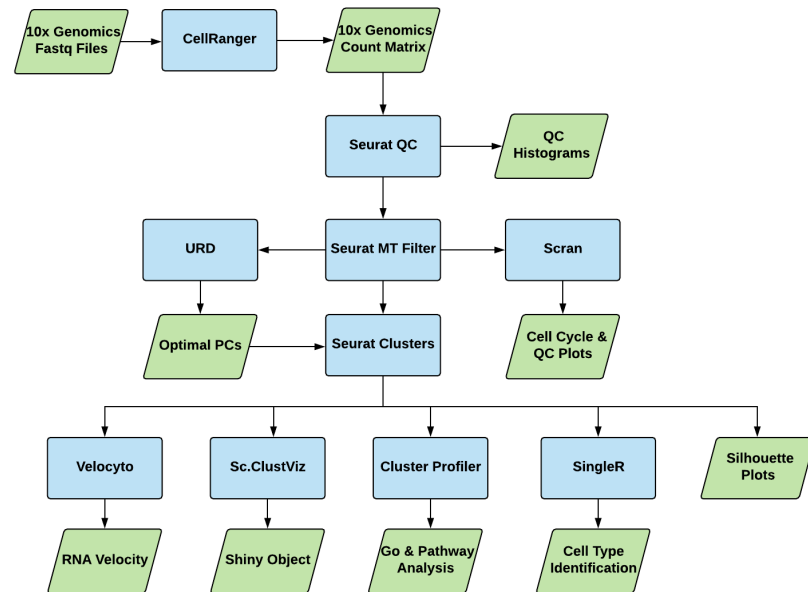 10x Genomics
Fastq Files
CellRanger
10x Genomics
Count Matrix
Seurat QC
QC
Histograms
URD
Seurat MT Filter
Scran
Optimal PCs
Seurat Clusters
Cell Cycle &
QC Plots
Velocyto
Sc.ClustViz
Cluster Profiler
SingleR
Silhouette
Plots
RNA Velocity
Shiny Object
Go & Pathway
Analysis
Cell Type
Identification